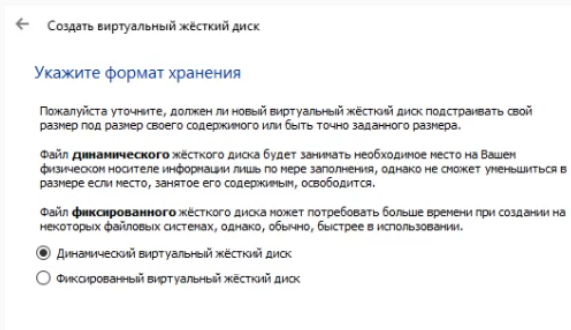 Создать виртуальный жёсткий диск
Укажите формат хранения
Пожалуйста уточните, должен ли новый виртуальный жёсткий диск подстраивать свой
размер под размер своего содержимого или быть точно заданного размера.
Файл динамического жёсткого диска будет занимать необходимое место на Вашем
физическом носителе информации лишь по мере заполнения, однако не сможет уменьшиться в
размере если место, занятое его содержимым, освободится.
Файл фиксированного жёсткого диска может потребовать больше времени при создании на
некоторых файловых системах, однако, обычно, быстрее в использовании.
Динамический виртуальный жёсткий диск
Фиксированный виртуальный жёсткий диск